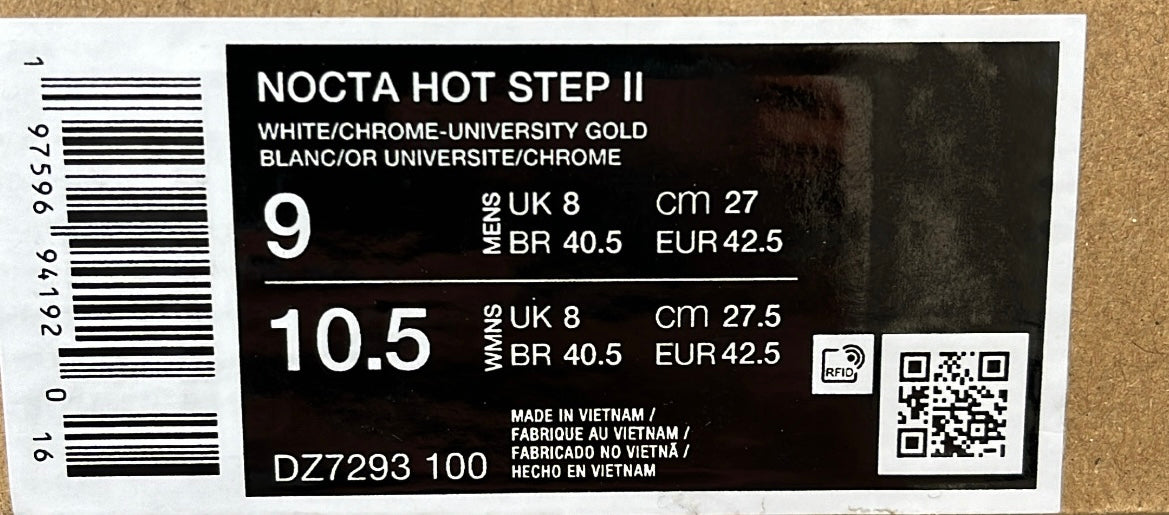 NOCTA HOT STEP II
WHITE/CHROME-UNIVERSITY GOLD
BLANC/OR UNIVERSITE/CHROME
9 MENS UK 8 cm 27
BR 40.5 EUR 42.5
10.5 WMNS UK 8 cm 27.5
BR 40.5 EUR 42.5
RFID
MADE IN VIETNAM /
FABRIQUE AU VIETNAM /
FABRICADO NO VIETNÃ /
HECHO EN VIETNAM
DZ7293 100
1 97596 94192 0 16